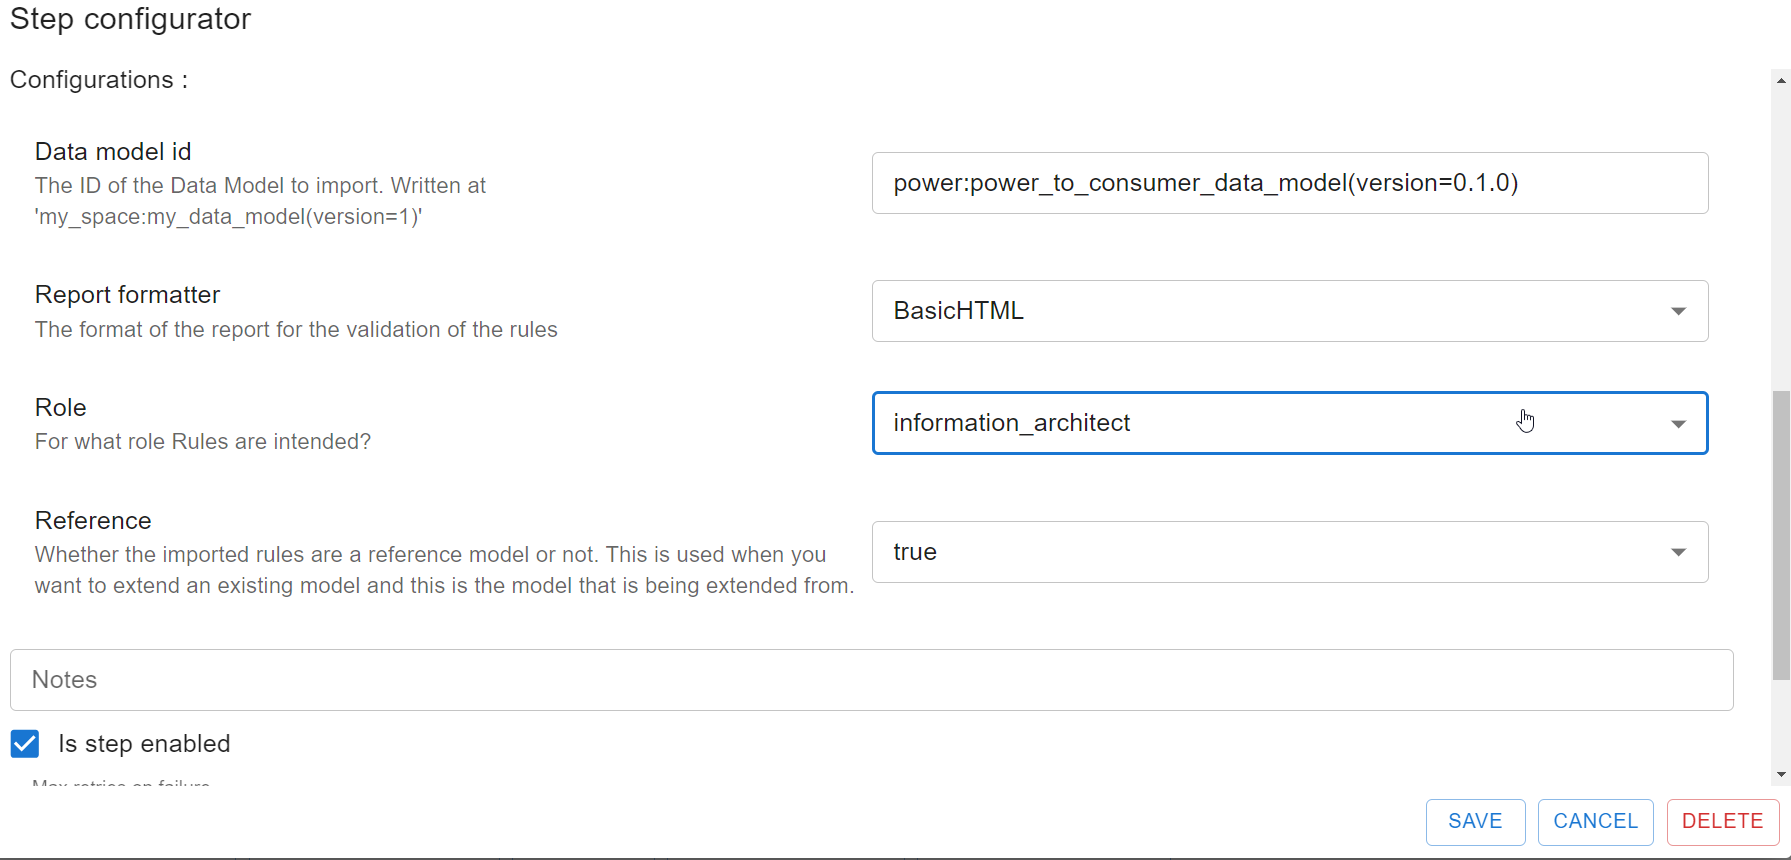 Step configurator
Configurations :
Data model id
The ID of the Data Model to import. Written at
'my_space:my_data_model(version=1)'
power:power_to_consumer_data_model(version=0.1.0)
Report formatter
The format of the report for the validation of the rules
BasicHTML
Role
For what role Rules are intended?
information_architect
Reference
Whether the imported rules are a reference model or not. This is used when you
want to extend an existing model and this is the model that is being extended from.
true
Notes
Is step enabled
Max retries on failure
SAVE CANCEL DELETE